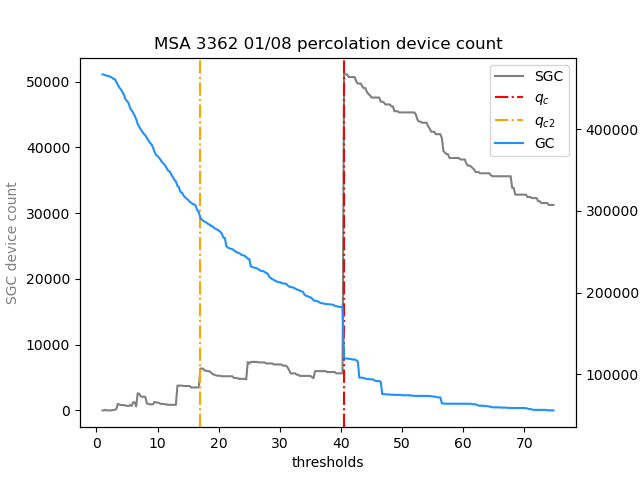 MSA 3362 01/08 percolation device count
SGC
q_c
q_c2
GC
50000
40000
30000
20000
10000
0
SGC device count
400000
300000
200000
100000
0 10 20 30 40 50 60 70
thresholds